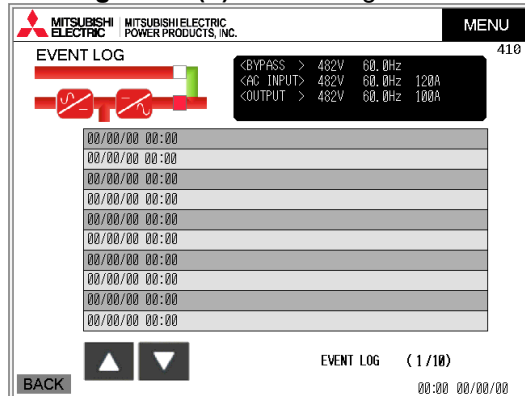 MITSUBISHI ELECTRIC
MITSUBISHI ELECTRIC POWER PRODUCTS, INC.
MENU
EVENT LOG
410
<BYPASS > 482V 60.0Hz
<AC INPUT> 482V 60.0Hz 120A
<OUTPUT > 482V 60.0Hz 100A
00/00/00 00:00
00/00/00 00:00
00/00/00 00:00
00/00/00 00:00
00/00/00 00:00
00/00/00 00:00
00/00/00 00:00
00/00/00 00:00
00/00/00 00:00
00/00/00 00:00
EVENT LOG (1/10)
BACK
00:00 00/00/00